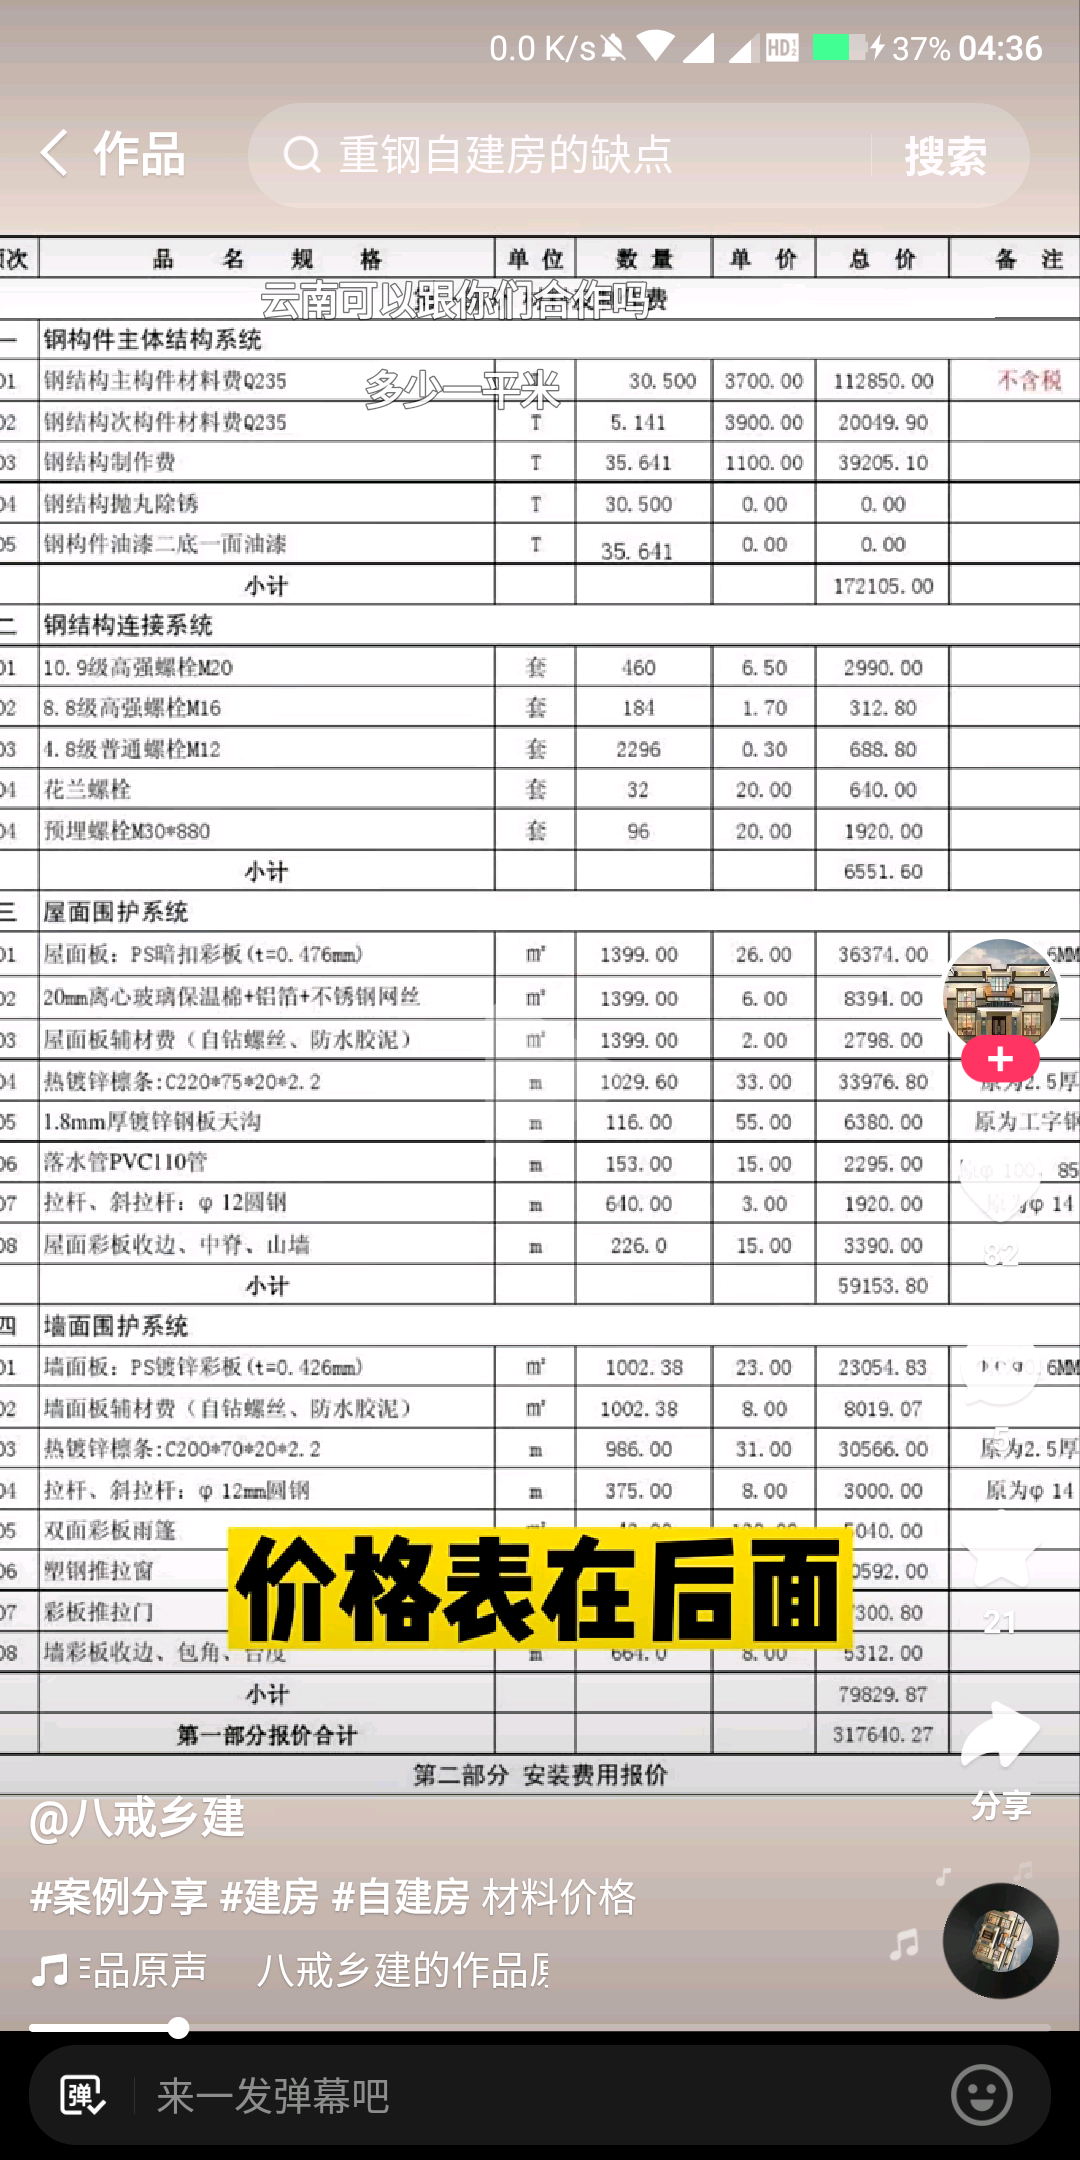 0.0 K/s HD 37% 04:36
作品 重钢自建房的缺点 搜索
次 品 名 规 格 单 位 数 量 单 价 总 价 备 注
云南可以跟你们合作吗 费
一 钢构件主体结构系统
01 钢结构主构件材料费Q235 30.500 3700.00 112850.00 不含税
多少一平米
02 钢结构次构件材料费Q235 T 5.141 3900.00 20049.90
03 钢结构制作费 T 35.641 1100.00 39205.10
04 钢结构抛丸除锈 T 30.500 0.00 0.00
05 钢构件油漆二底一面油漆 T 35.641 0.00 0.00
小计 172105.00
二 钢结构连接系统
01 10.9级高强螺栓M20 套 460 6.50 2990.00
02 8.8级高强螺栓M16 套 184 1.70 312.80
03 4.8级普通螺栓M12 套 2296 0.30 688.80
04 花兰螺栓 套 32 20.00 640.00
04 预埋螺栓M30*880 套 96 20.00 1920.00
小计 6551.60
三 屋面围护系统
01 屋面板：PS暗扣彩板(t=0.476mm) m² 1399.00 26.00 36374.00 6MM
02 20mm离心玻璃保温棉+铝箔+不锈钢网丝 m² 1399.00 6.00 8394.00
03 屋面板辅材费（自钻螺丝、防水胶泥） m² 1399.00 2.00 2798.00
04 热镀锌檩条:C220*75*20*2.2 m 1029.60 33.00 33976.80 原为2.5厚
05 1.8mm厚镀锌钢板天沟 m 116.00 55.00 6380.00 原为工字钢
06 落水管PVC110管 m 153.00 15.00 2295.00 φ 100, 85
07 拉杆、斜拉杆：φ 12圆钢 m 640.00 3.00 1920.00 φ 14
08 屋面彩板收边、中脊、山墙 m 226.0 15.00 3390.00
82
小计 59153.80
四 墙面围护系统
01 墙面板：PS镀锌彩板(t=0.426mm) m² 1002.38 23.00 23054.83 6MM
02 墙面板辅材费（自钻螺丝、防水胶泥） m² 1002.38 8.00 8019.07
03 热镀锌檩条:C200*70*20*2.2 m 986.00 31.00 30566.00 原为2.5厚
5
04 拉杆、斜拉杆：φ 12mm圆钢 m 375.00 8.00 3000.00 原为φ 14
05 双面彩板雨篷 5040.00
06 塑钢推拉窗 0592.00
07 彩板推拉门 7300.80
价格表在后面
21
08 墙彩板收边、包角、台度 m 664.0 8.00 5312.00
小计 79829.87
第一部分报价合计 317640.27
第二部分 安装费用报价
分享
@八戒乡建
#案例分享 #建房 #自建房 材料价格
品原声 八戒乡建的作品原
弹 来一发弹幕吧